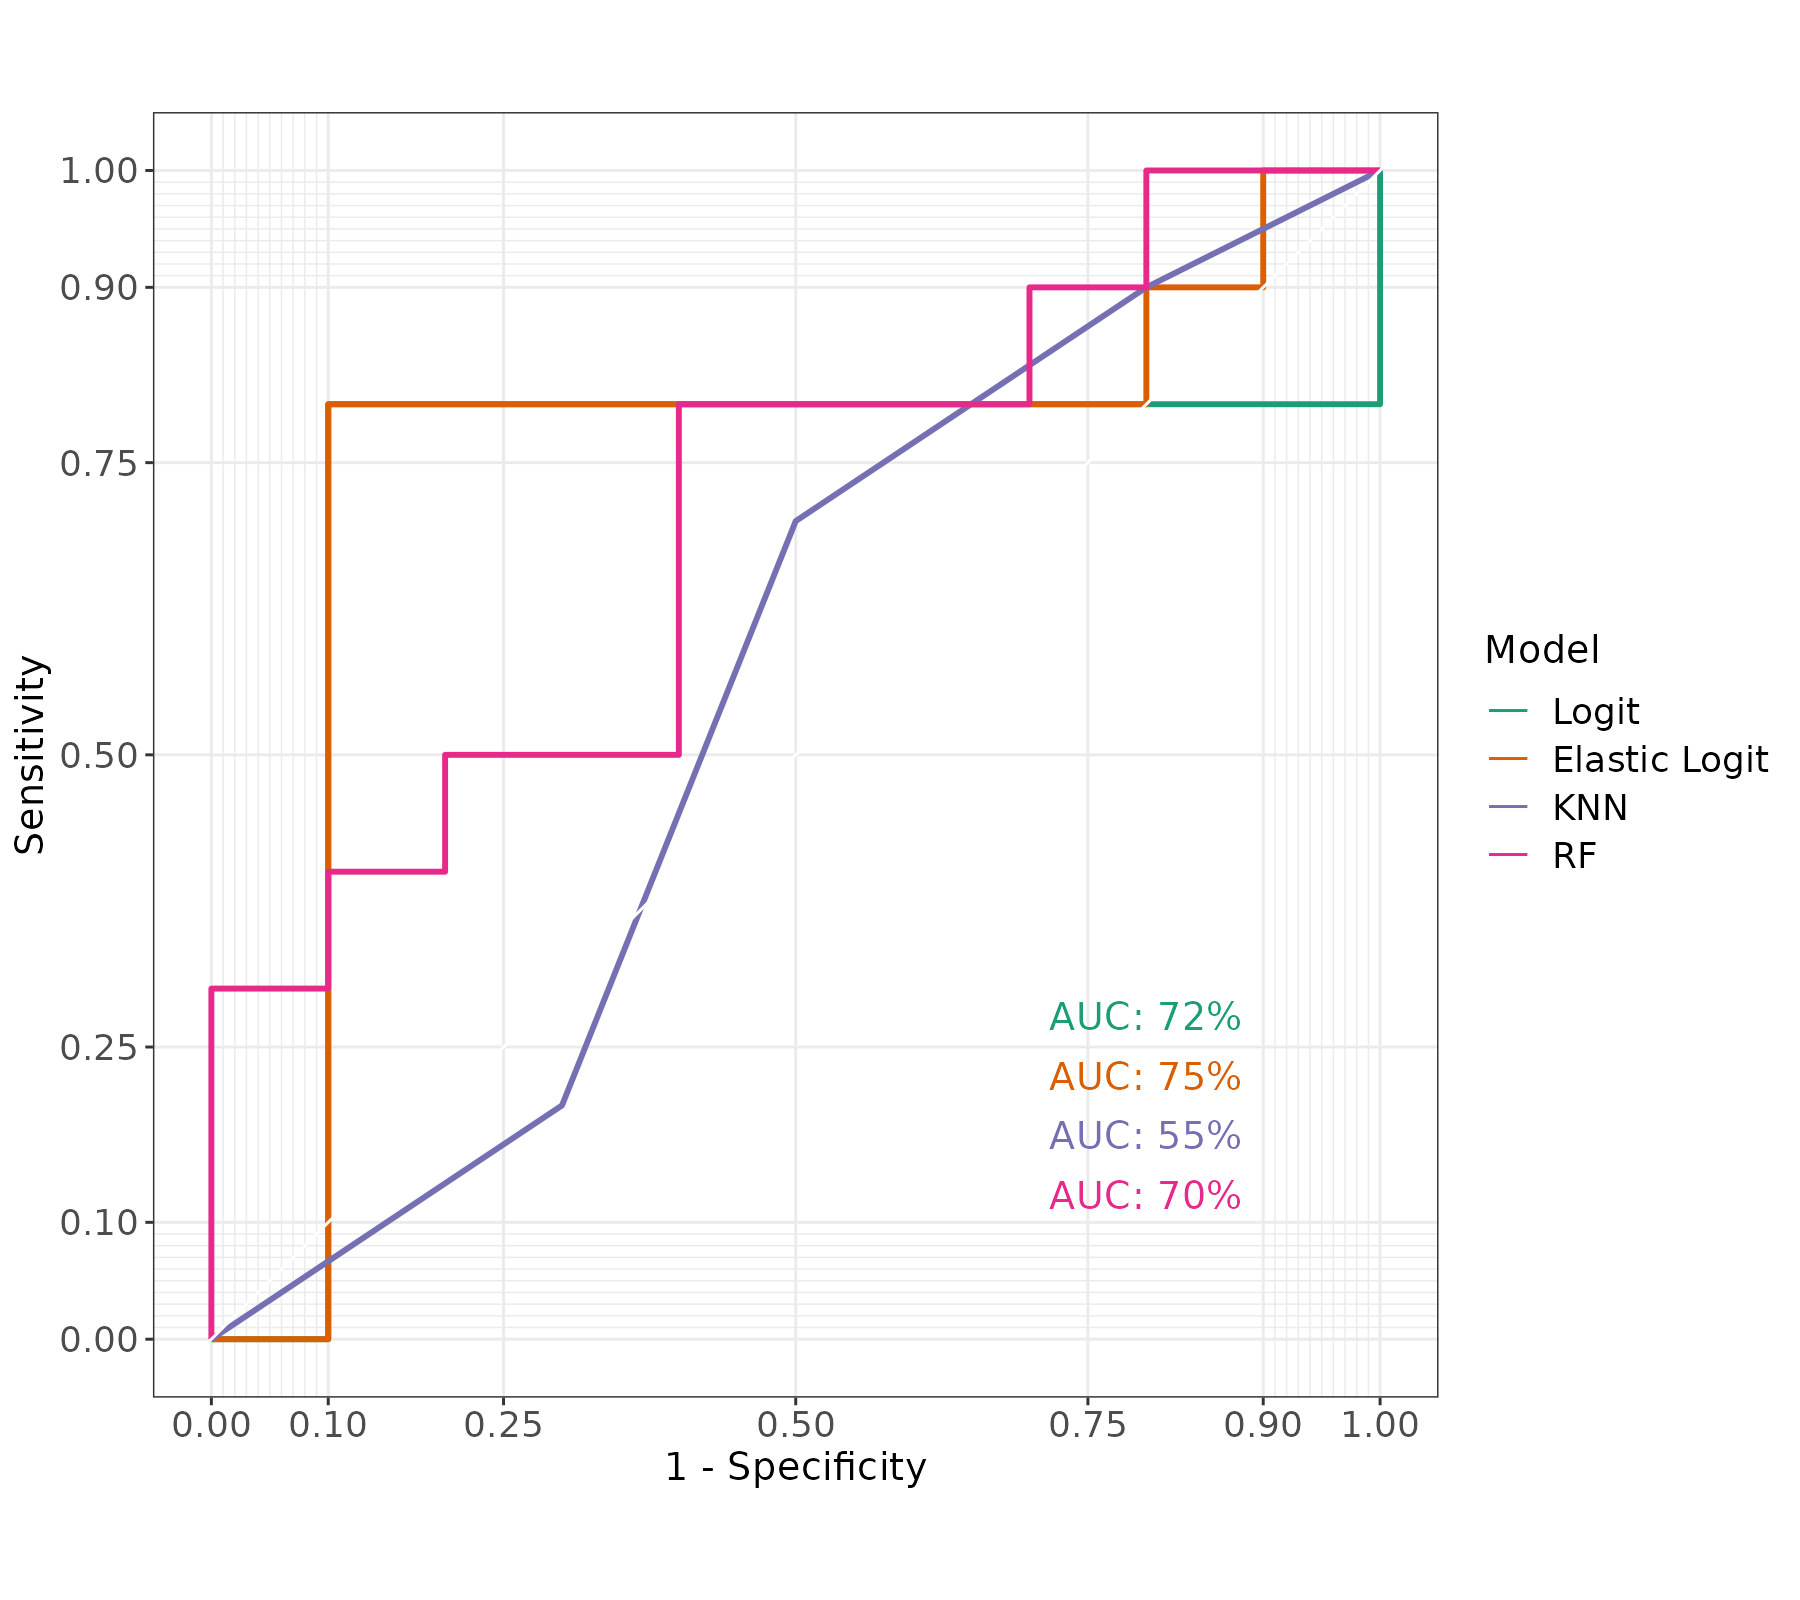 1.00
0.90
0.75
0.50
0.25
0.10
0.00
Sensitivity
0.00 0.10 0.25 0.50 0.75 0.90 1.00
1 - Specificity
AUC: 72%
AUC: 75%
AUC: 55%
AUC: 70%
Model
Logit
Elastic Logit
KNN
RF